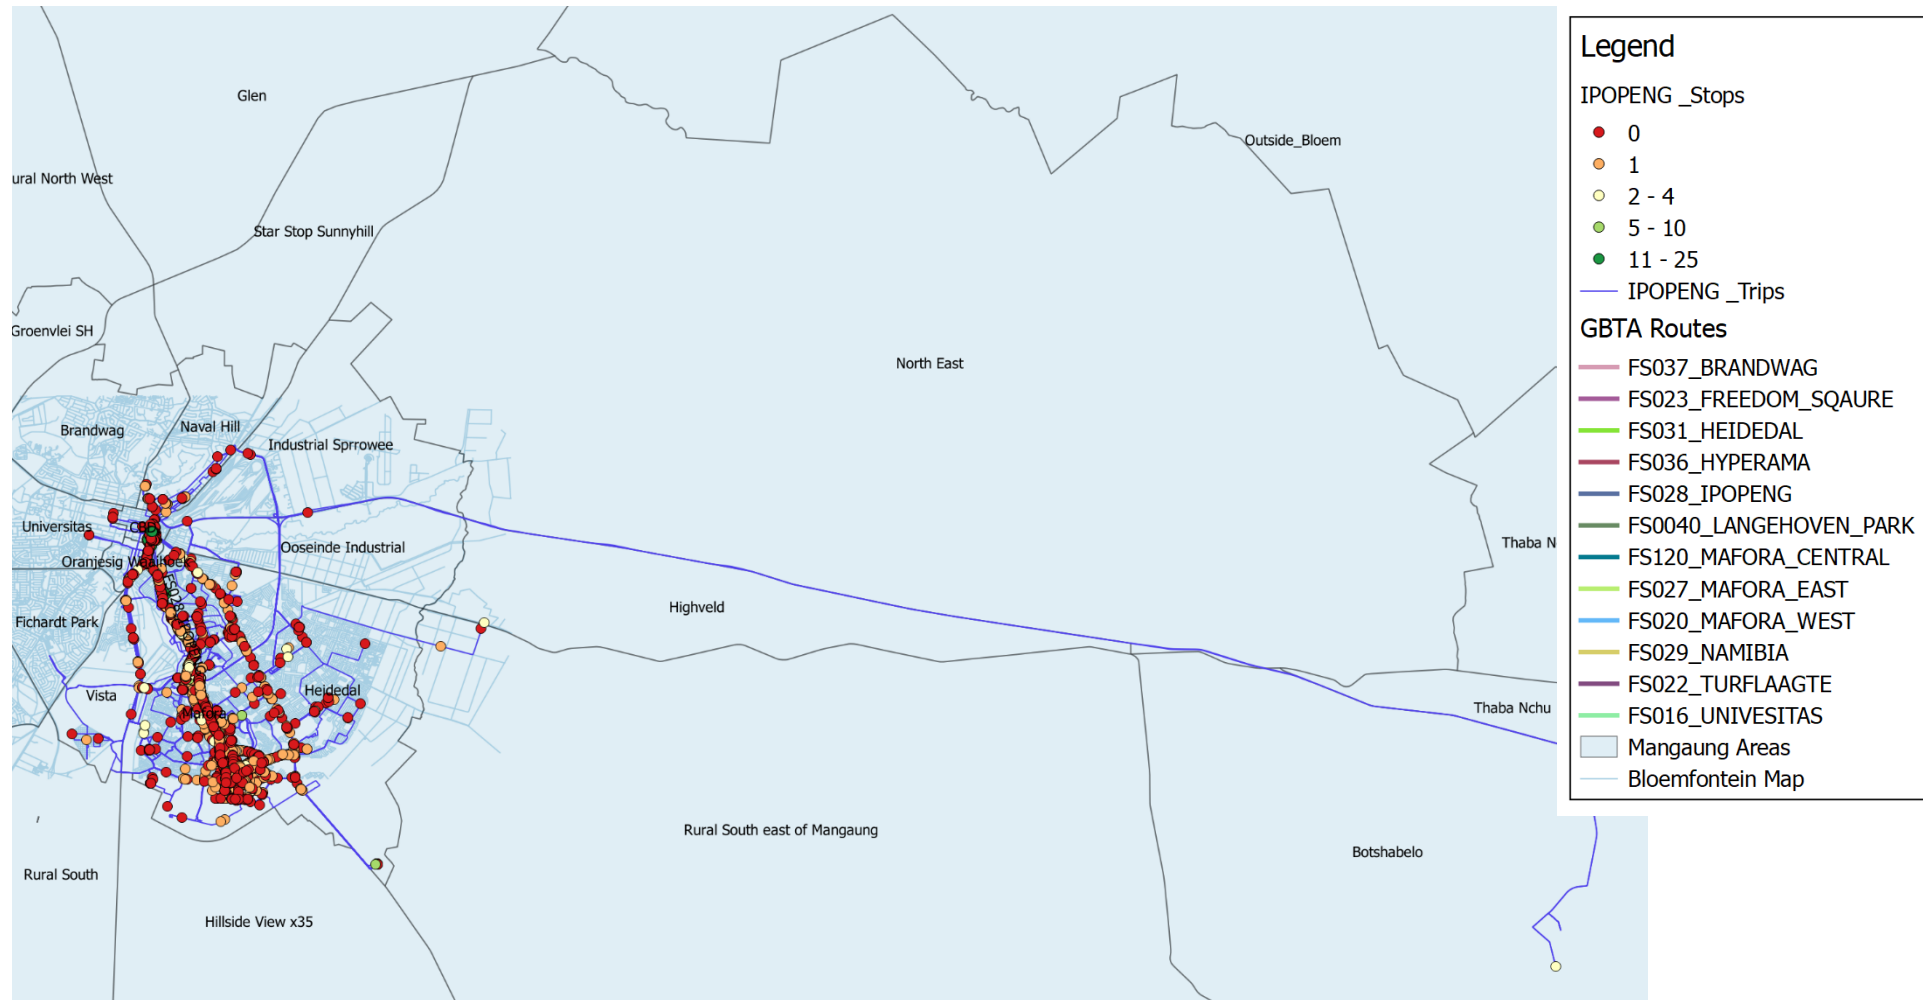 Glen
ural North West
Star Stop Sunnyhill
Groenvlei SH
Outside_Bloem
North East
Brandwag
Naval Hill
Industrial Sprrowee
Universitas
CBD
Ooseinde Industrial
Oranjesig Waaihoek
Thaba N
Highveld
Fichardt Park
Vista
Heidedal
Mafora
Thaba Nchu
Rural South east of Mangaung
Botshabelo
Rural South
Hillside View x35
Legend
IPOPENG _Stops
0
1
2 - 4
5 - 10
11 - 25
IPOPENG _Trips
GBTA Routes
FS037_BRANDWAG
FS023_FREEDOM_SQAURE
FS031_HEIDEDAL
FS036_HYPERAMA
FS028_IPOPENG
FS0040_LANGEHOVEN_PARK
FS120_MAFORA_CENTRAL
FS027_MAFORA_EAST
FS020_MAFORA_WEST
FS029_NAMIBIA
FS022_TURFLAAGTE
FS016_UNIVESITAS
Mangaung Areas
Bloemfontein Map